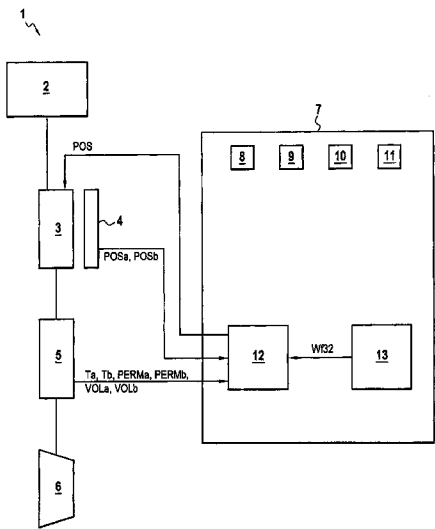 1
2
7
POS
8
9
10
11
3
4
POSa, POSb
Wf32
12
13
5
Ta, Tb, PERMa, PERMb,
VOLa, VOLb
6